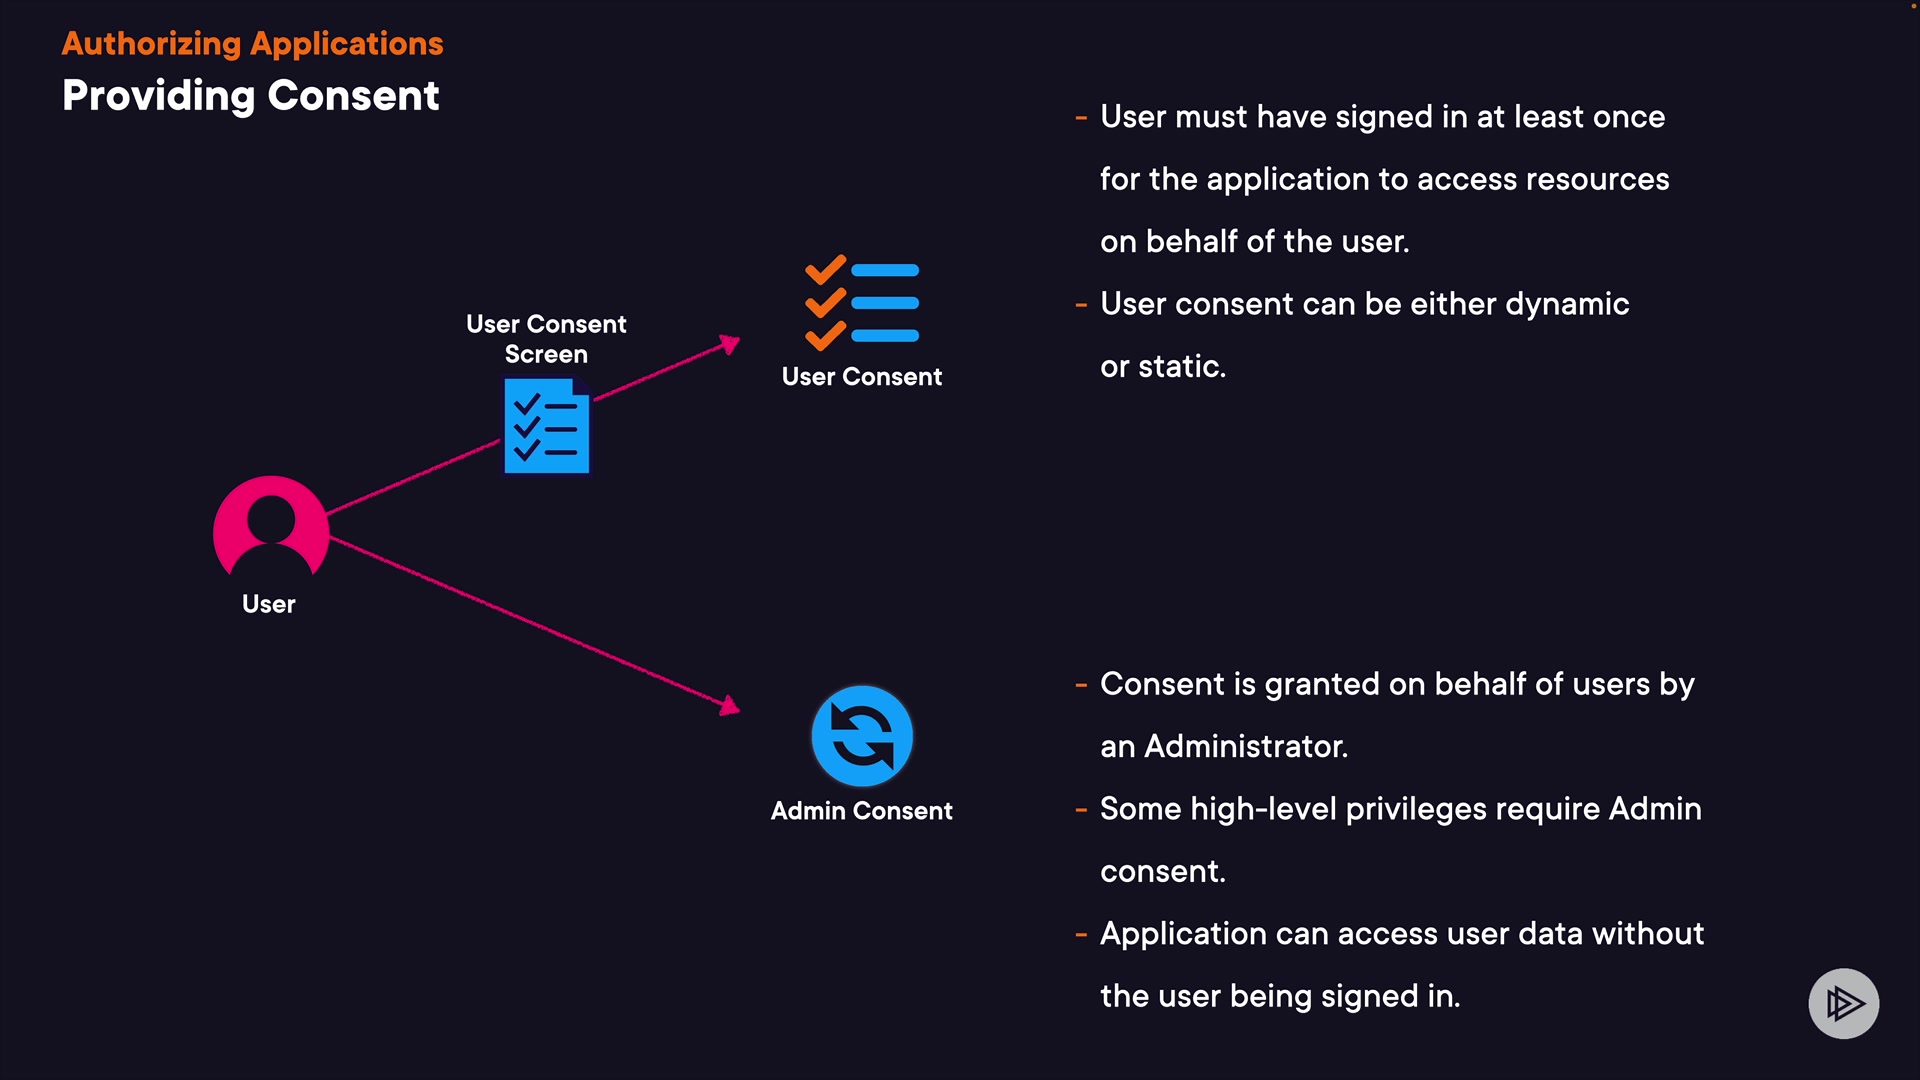 Authorizing Applications
Providing Consent
- User must have signed in at least once
for the application to access resources
on behalf of the user.
- User consent can be either dynamic
or static.
User Consent
Screen
User Consent
User
Admin Consent
- Consent is granted on behalf of users by
an Administrator.
- Some high-level privileges require Admin
consent.
- Application can access user data without
the user being signed in.